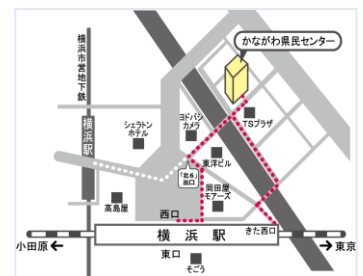 かながわ県民センター
横浜市営地下鉄
横浜駅
シェラトン
ホテル
ヨドバシ
カメラ
TSプラザ
東洋ビル
「北6」
出口
岡田屋
モアーズ
高島屋
西口
きた西口
小田原
横浜駅
東京
東口
そごう